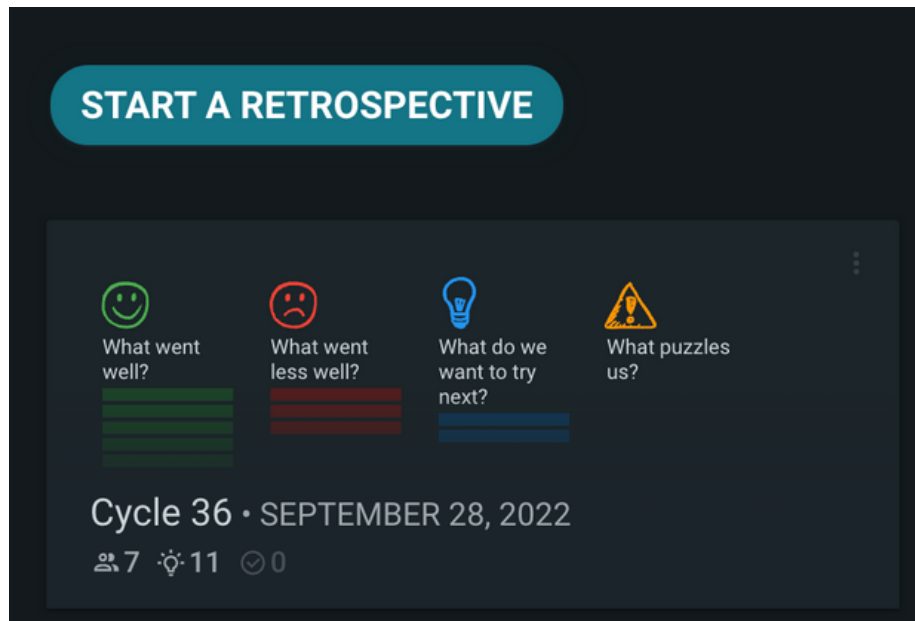 START A RETROSPECTIVE
What went
well?
What went
less well?
What do we
want to try
next?
What puzzles
us?
Cycle 36 • SEPTEMBER 28, 2022
7 11 0